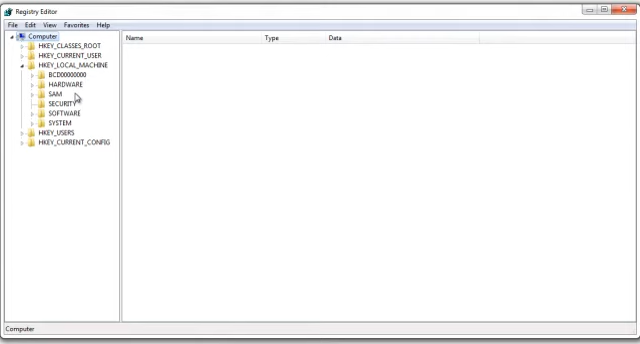 Registry Editor
File Edit View Favorites Help
Computer
HKEY_CLASSES_ROOT
HKEY_CURRENT_USER
HKEY_LOCAL_MACHINE
BCD00000000
HARDWARE
SAM
SECURITY
SOFTWARE
SYSTEM
HKEY_USERS
HKEY_CURRENT_CONFIG
Name Type Data
Computer